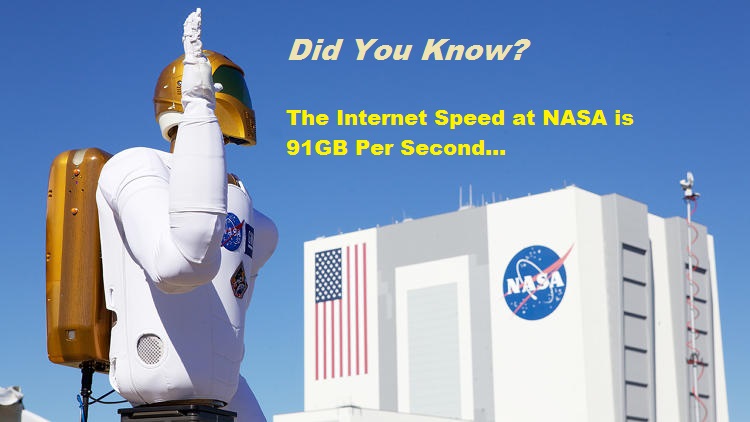 Did You Know?
The Internet Speed at NASA is
91GB Per Second...
NASA